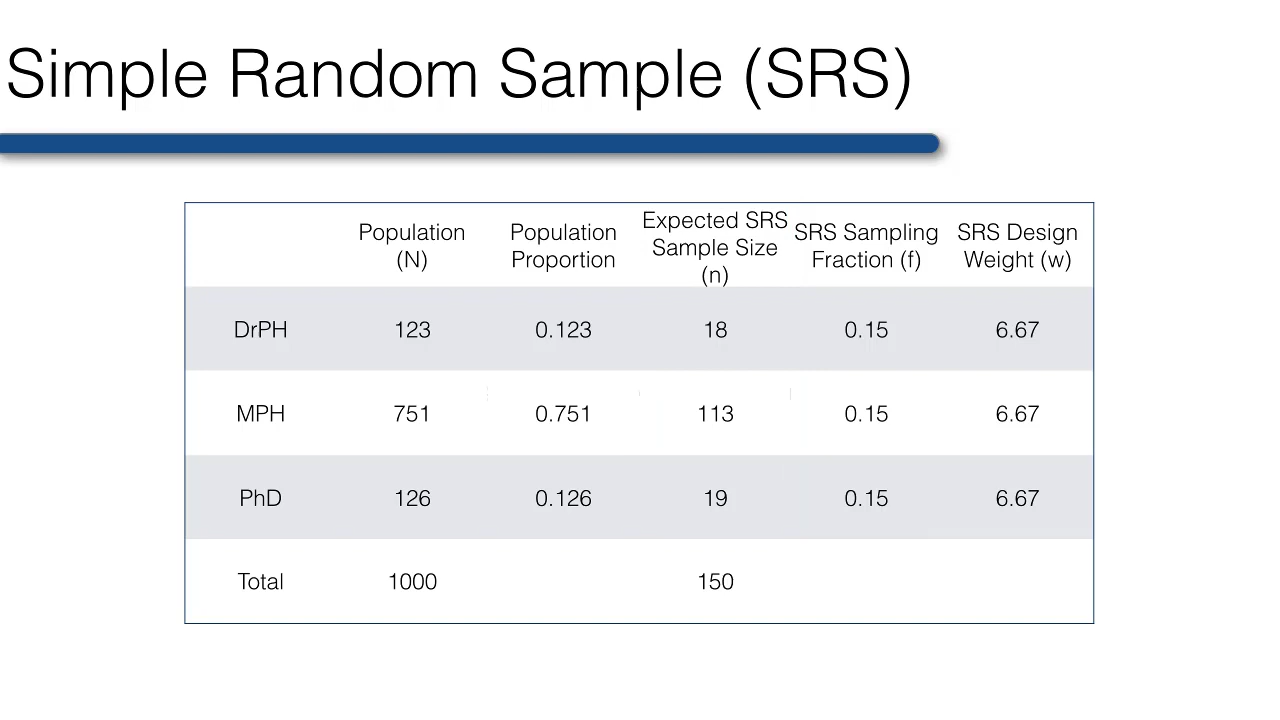 Simple Random Sample (SRS)
Population (N) Population Proportion Expected SRS Sample Size (n) SRS Sampling Fraction (f) SRS Design Weight (w)
DrPH 123 0.123 18 0.15 6.67
MPH 751 0.751 113 0.15 6.67
PhD 126 0.126 19 0.15 6.67
Total 1000 150